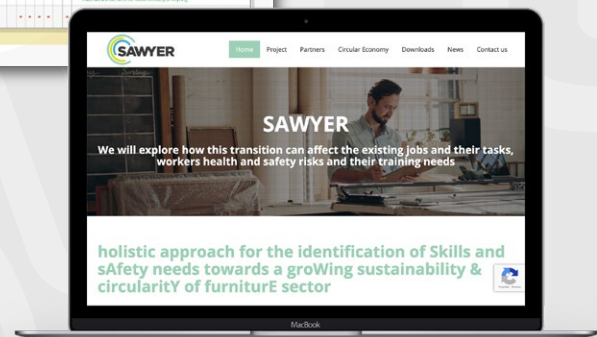 SAWYER
Home Project Partners Circular Economy Downloads News Contact us
SAWYER
We will explore how this transition can affect the existing jobs and their tasks,
workers health and safety risks and their training needs
holistic approach for the identification of Skills and
sAfety needs towards a groWing sustainability &
circularitY of furniturE sector
MacBook